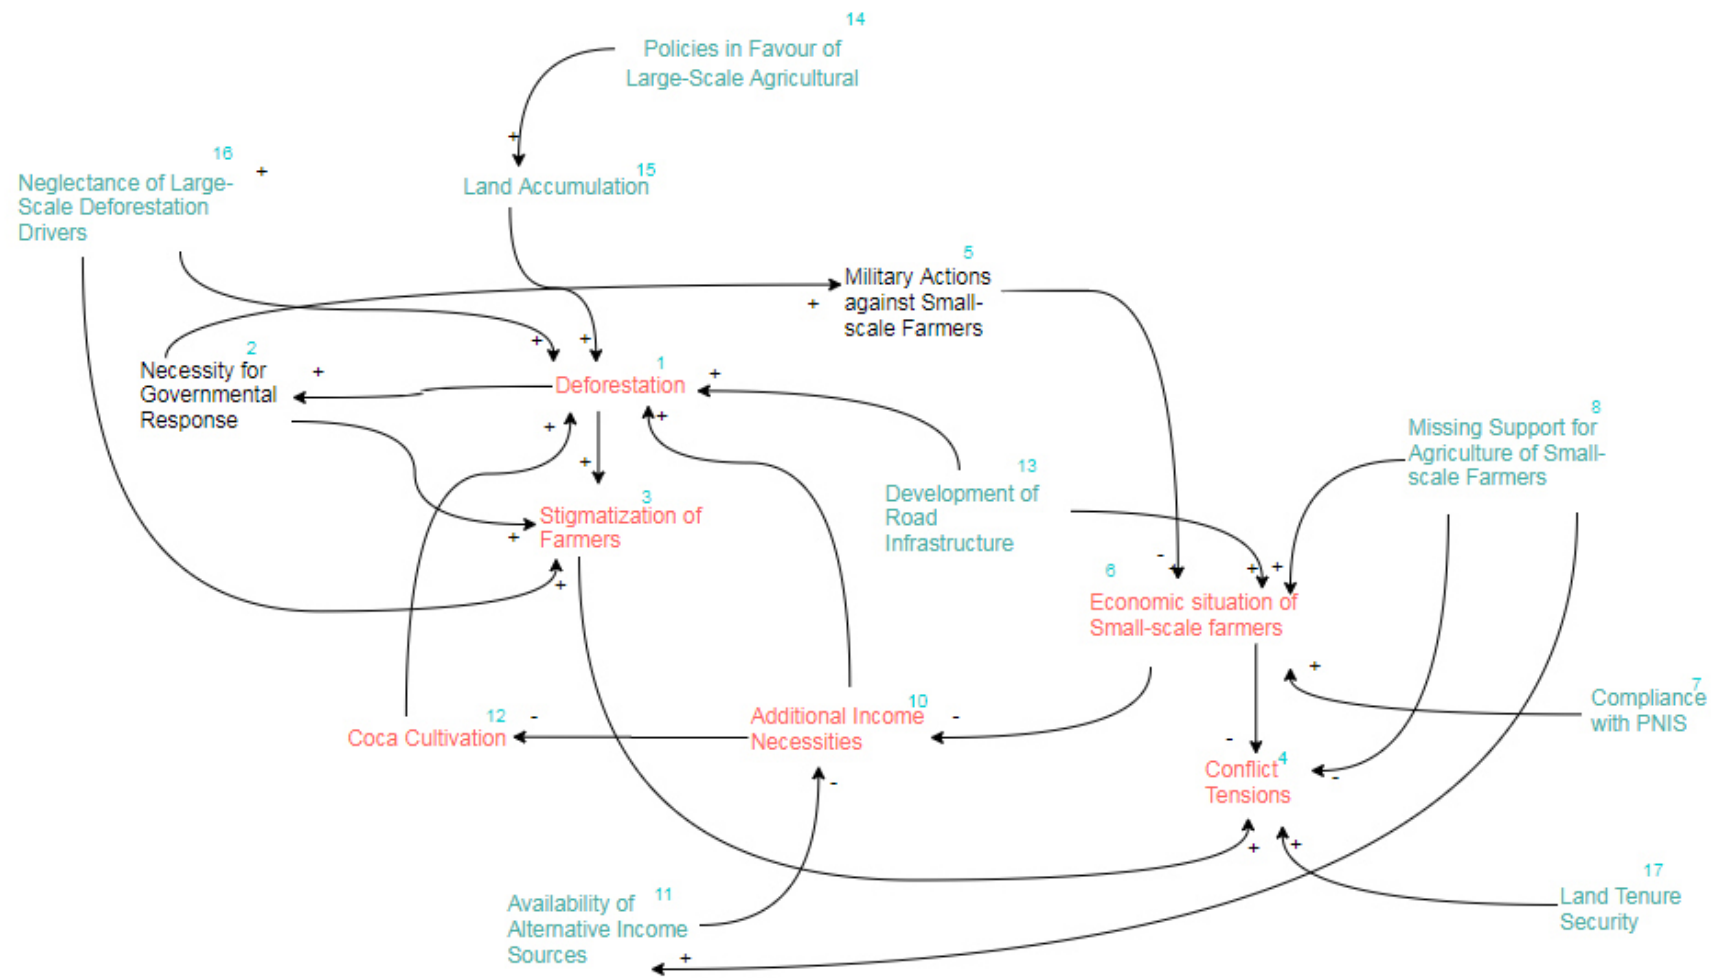 14
Policies in Favour of
Large-Scale Agricultural
+
16
+
Neglectance of Large-
Scale Deforestation
Drivers
15
Land Accumulation
5
Military Actions
against Small-
scale Farmers
+
+
+
2
Necessity for
Governmental
Response
+
1
Deforestation
+
+
+
+
3
Stigmatization of
Farmers
+
+
13
Development of
Road
Infrastructure
8
Missing Support for
Agriculture of Small-
scale Farmers
-
+
+
+
6
Economic situation of
Small-scale farmers
+
7
Compliance
with PNIS
12
Coca Cultivation
-
10
Additional Income
Necessities
-
-
4
Conflict
Tensions
-
-
+
+
11
Availability of
Alternative Income
Sources
+
17
Land Tenure
Security